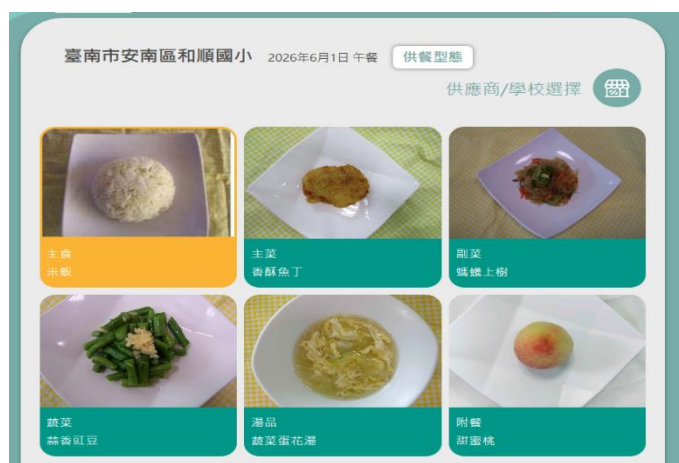 臺南市安南區和順國小 2026年6月1日 午餐 供餐型態
供應商/學校選擇
主食
米飯
主菜
香酥魚丁
副菜
螞蟻上樹
蔬菜
蒜香豇豆
湯品
蔬菜蛋花湯
附餐
甜蜜桃